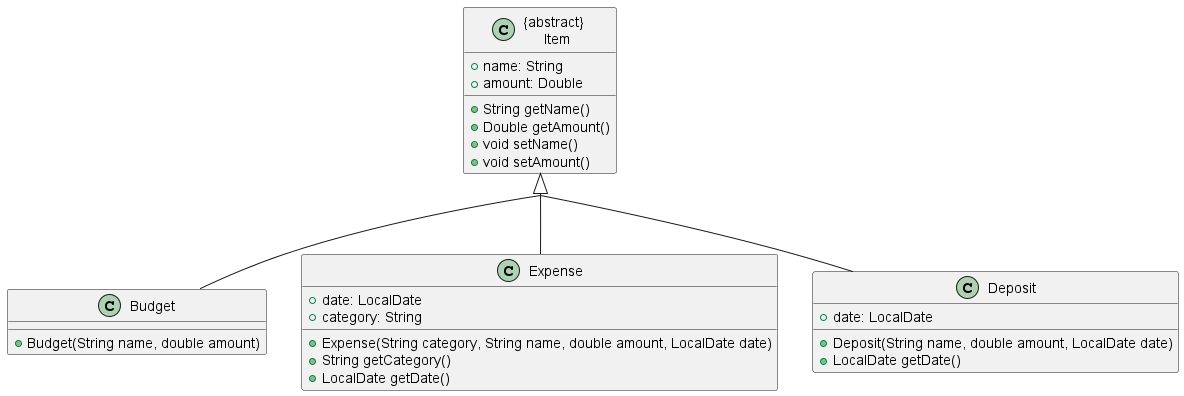 C
{abstract}
Item
name: String
amount: Double
String getName()
Double getAmount()
void setName()
void setAmount()
C Budget
Budget(String name, double amount)
C Expense
date: LocalDate
category: String
Expense(String category, String name, double amount, LocalDate date)
String getCategory()
LocalDate getDate()
C Deposit
date: LocalDate
Deposit(String name, double amount, LocalDate date)
LocalDate getDate()